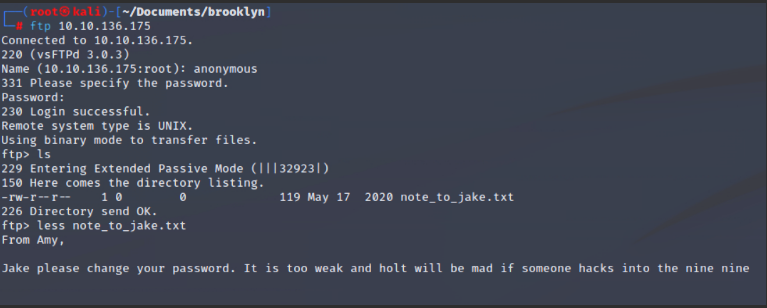 ┌──(root㉿kali)-[~/Documents/brooklyn]
└─# ftp 10.10.136.175
Connected to 10.10.136.175.
220 (vsFTPd 3.0.3)
Name (10.10.136.175:root): anonymous
331 Please specify the password.
Password:
230 Login successful.
Remote system type is UNIX.
Using binary mode to transfer files.
ftp> ls
229 Entering Extended Passive Mode (|||32923|)
150 Here comes the directory listing.
-rw-r--r--    1 0        0             119 May 17  2020 note_to_jake.txt
226 Directory send OK.
ftp> less note_to_jake.txt
From Amy,
Jake please change your password. It is too weak and holt will be mad if someone hacks into the nine nine